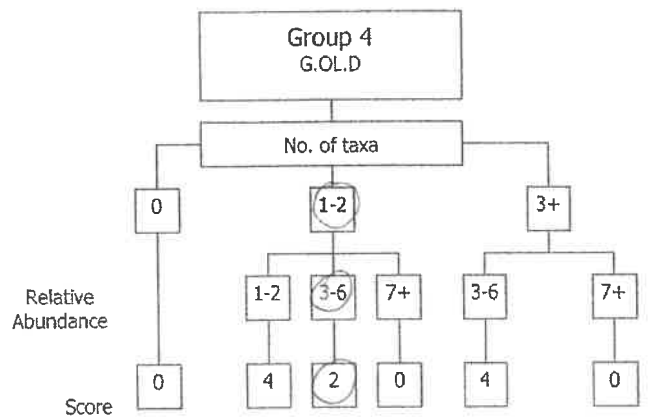 Group 4
G.OL.D
No. of taxa
0 1-2 3+
Relative Abundance 1-2 3-6 7+ 3-6 7+
Score 0 4 2 0 4 0